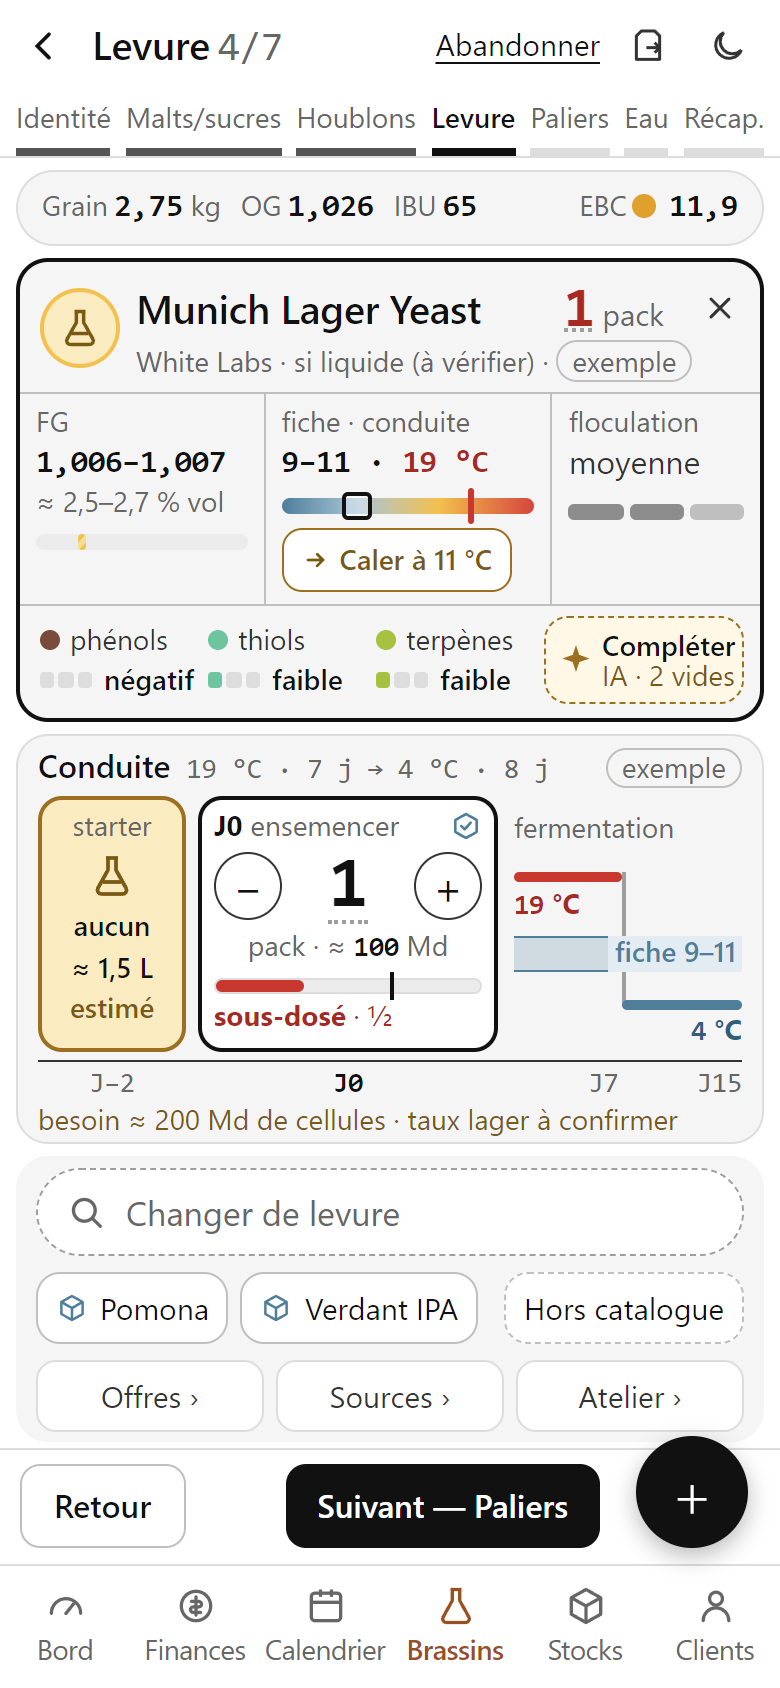 Levure 4/7 Abandonner
Identité Malts/sucres Houblons Levure Paliers Eau Récap.
Grain 2,75 kg OG 1,026 IBU 65 EBC 11,9
Munich Lager Yeast 1 pack
White Labs · si liquide (à vérifier) · exemple
FG fiche · conduite floculation
1,006–1,007 9–11 · 19 °C moyenne
≈ 2,5–2,7 % vol
→ Caler à 11 °C
phénols thiols terpènes Compléter
négatif faible faible IA · 2 vides
Conduite 19 °C · 7 j → 4 °C · 8 j exemple
starter J0 ensemencer fermentation
− 1 +
19 °C
aucun
pack · ≈ 100 Md fiche 9–11
≈ 1,5 L
estimé sous-dosé · ½
4 °C
J−2 J0 J7 J15
besoin ≈ 200 Md de cellules · taux lager à confirmer
Changer de levure
Pomona Verdant IPA Hors catalogue
Offres › Sources › Atelier ›
Retour Suivant — Paliers +
Bord Finances Calendrier Brassins Stocks Clients